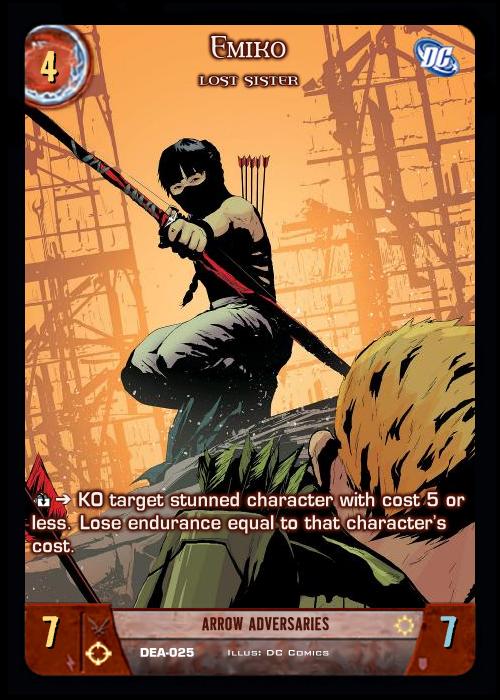 4
EMIKO
DC
LOST SISTER
→ KO target stunned character with cost 5 or
less. Lose endurance equal to that character's
cost.
7
ARROW ADVERSARIES
7
DEA-025 ILLUS: DC COMICS